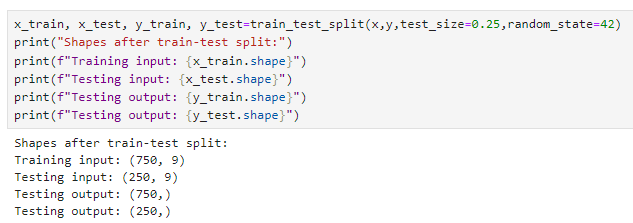 x_train, x_test, y_train, y_test=train_test_split(x,y,test_size=0.25,random_state=42)
print("Shapes after train-test split:")
print(f"Training input: {x_train.shape}")
print(f"Testing input: {x_test.shape}")
print(f"Testing output: {y_train.shape}")
print(f"Testing output: {y_test.shape}")
Shapes after train-test split:
Training input: (750, 9)
Testing input: (250, 9)
Testing output: (750,)
Testing output: (250,)